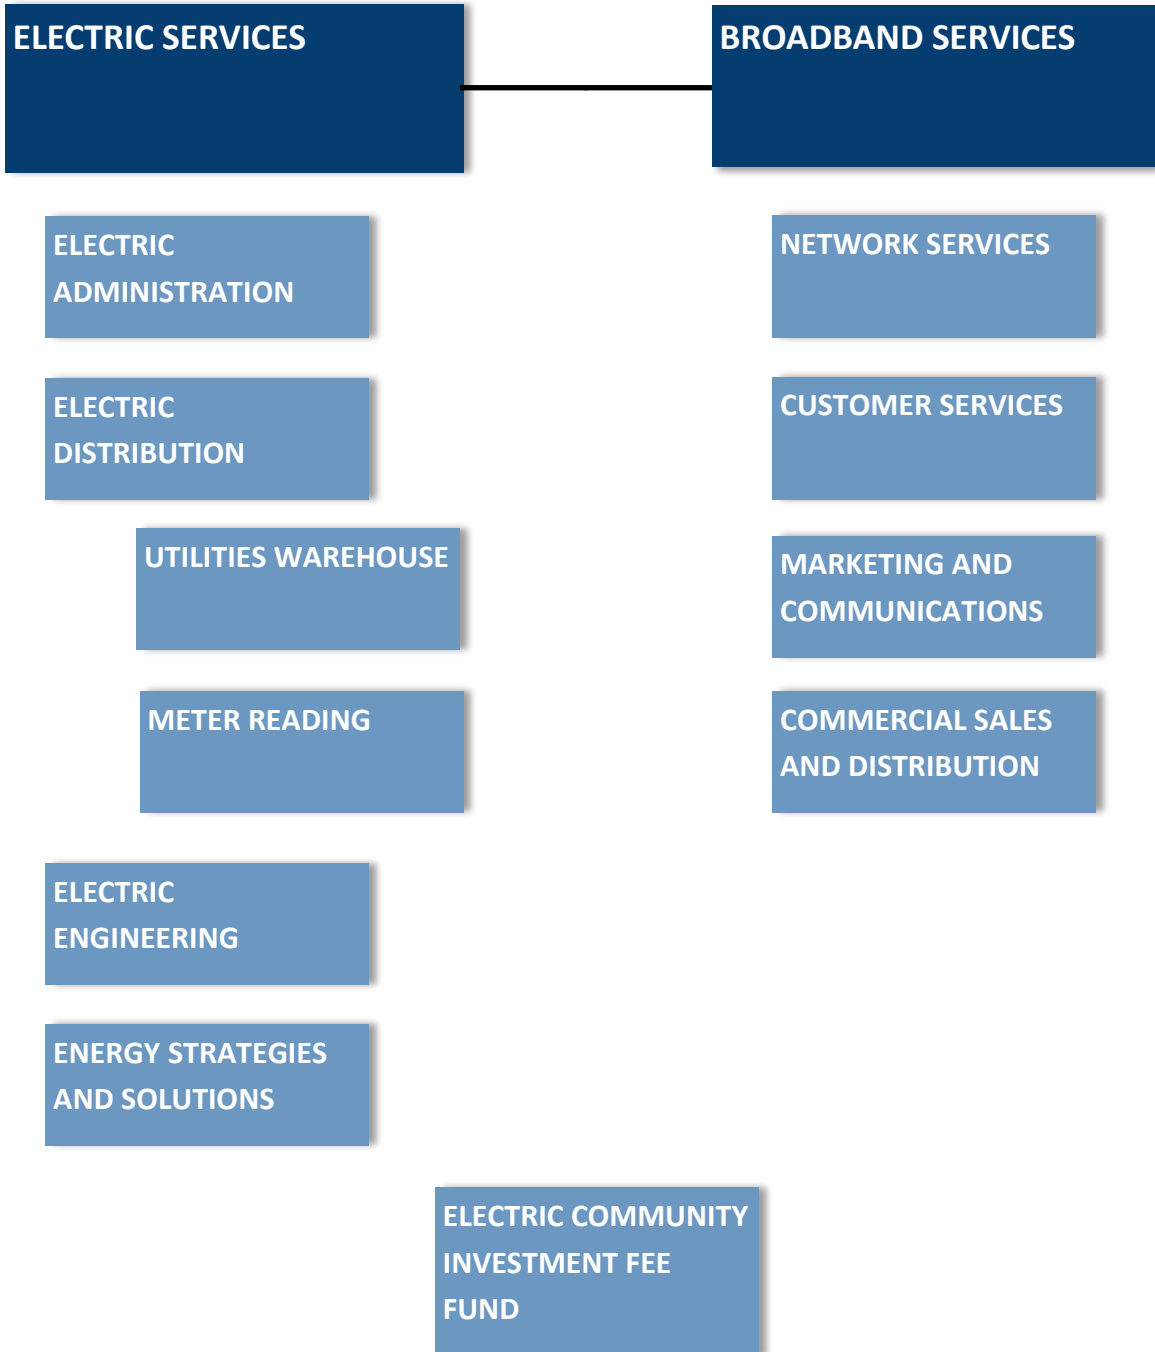 ELECTRIC SERVICES
BROADBAND SERVICES
ELECTRIC
ADMINISTRATION
ELECTRIC
DISTRIBUTION
UTILITIES WAREHOUSE
METER READING
ELECTRIC
ENGINEERING
ENERGY STRATEGIES
AND SOLUTIONS
NETWORK SERVICES
CUSTOMER SERVICES
MARKETING AND
COMMUNICATIONS
COMMERCIAL SALES
AND DISTRIBUTION
ELECTRIC COMMUNITY
INVESTMENT FEE
FUND